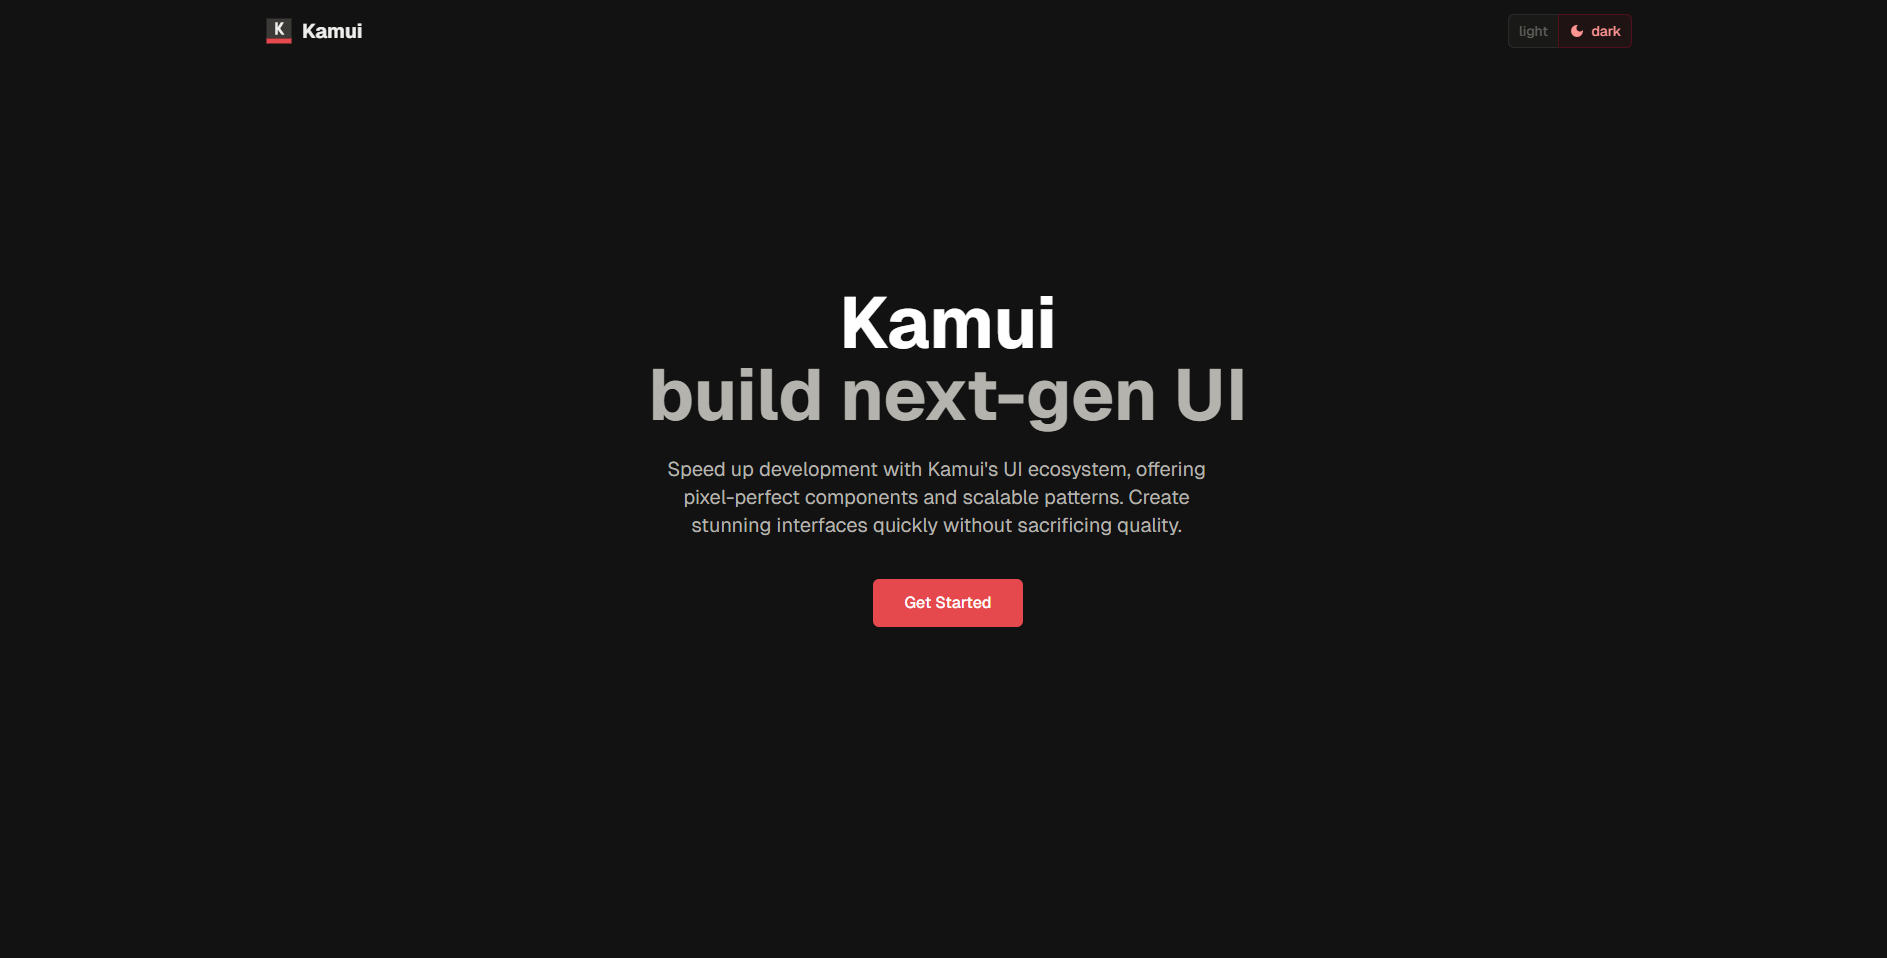 K Kamui
light dark
Kamui
build next-gen UI
Speed up development with Kamui's UI ecosystem, offering
pixel-perfect components and scalable patterns. Create
stunning interfaces quickly without sacrificing quality.
Get Started